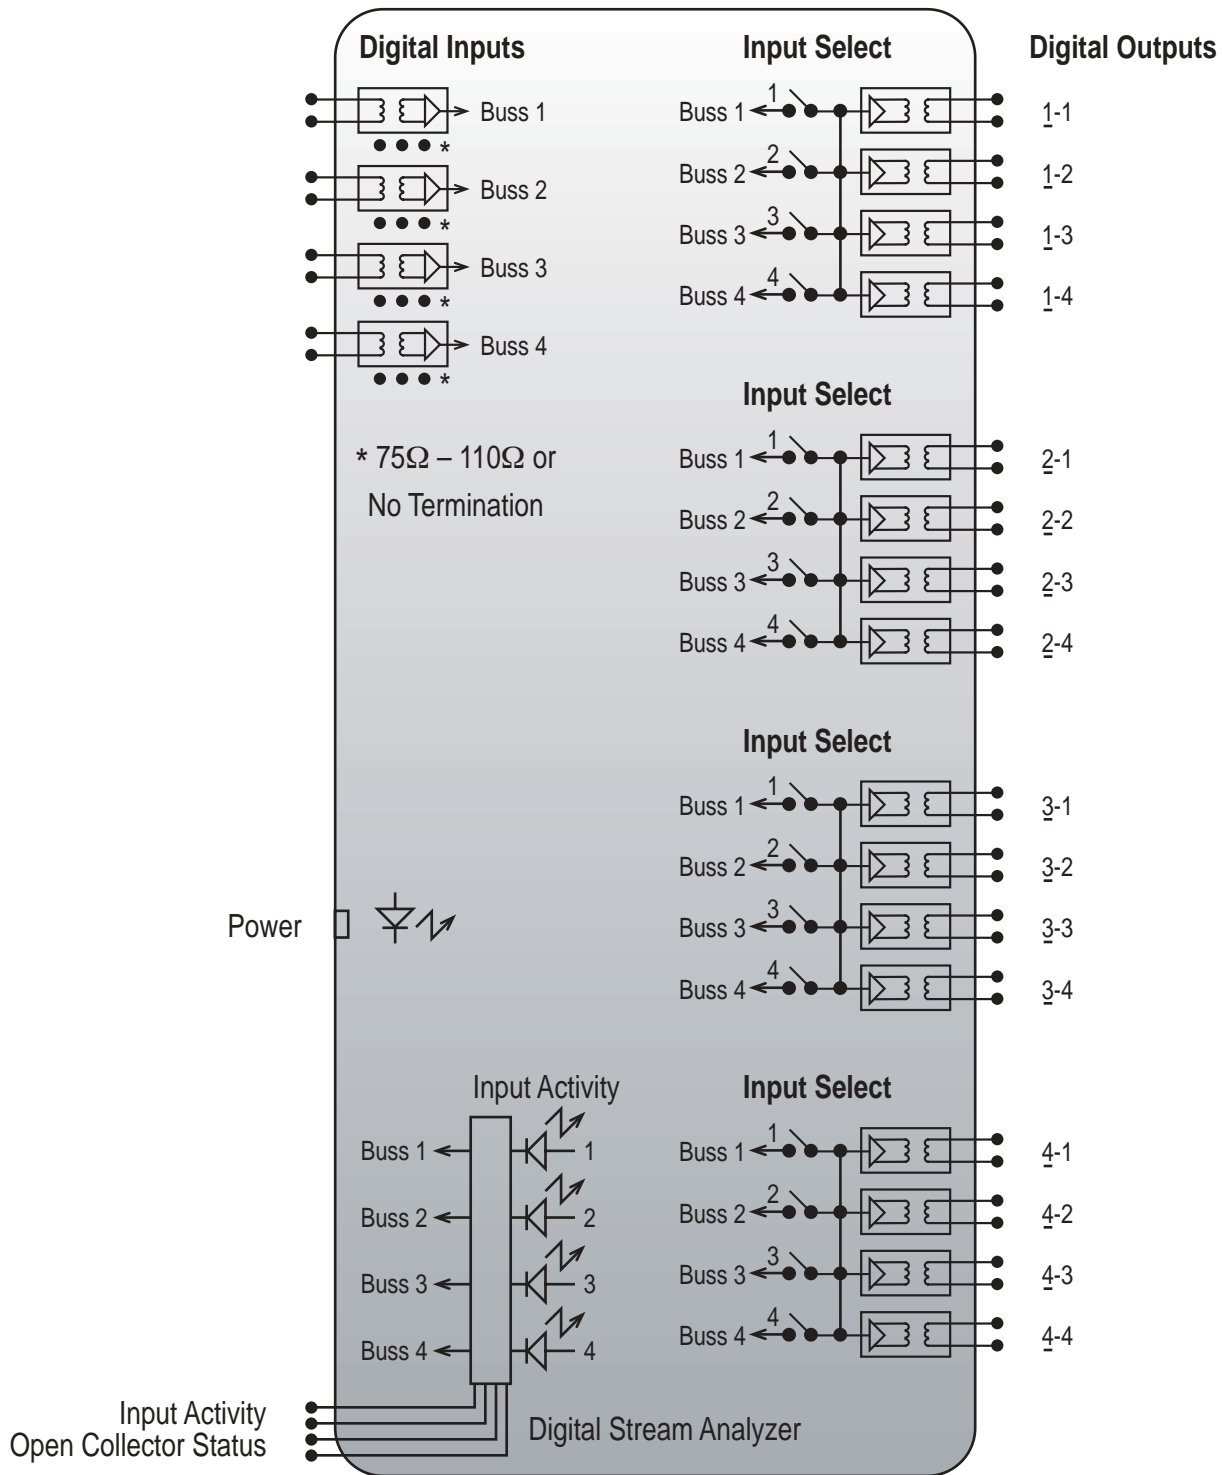 Digital Inputs
Input Select
Digital Outputs
Buss 1
*
Buss 2
*
Buss 3
*
Buss 4
*
* 75Ω – 110Ω or
No Termination
Buss 1 1 1-1
Buss 2 2 1-2
Buss 3 3 1-3
Buss 4 4 1-4
Input Select
Buss 1 1 2-1
Buss 2 2 2-2
Buss 3 3 2-3
Buss 4 4 2-4
Input Select
Buss 1 1 3-1
Buss 2 2 3-2
Buss 3 3 3-3
Buss 4 4 3-4
Power
Input Activity
Buss 1 1
Buss 2 2
Buss 3 3
Buss 4 4
Input Select
Buss 1 1 4-1
Buss 2 2 4-2
Buss 3 3 4-3
Buss 4 4 4-4
Input Activity
Open Collector Status
Digital Stream Analyzer